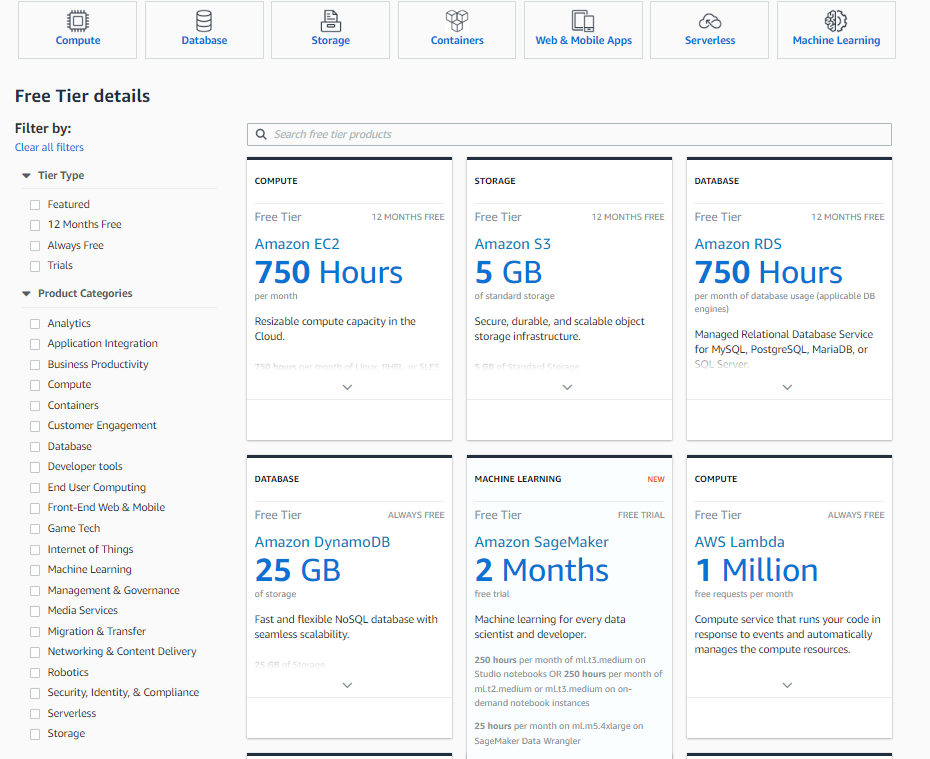 Compute
Database
Storage
Containers
Web & Mobile Apps
Serverless
Machine Learning
Free Tier details
Filter by:
Clear all filters
Tier Type
Featured
12 Months Free
Always Free
Trials
Product Categories
Analytics
Application Integration
Business Productivity
Compute
Containers
Customer Engagement
Database
Developer tools
End User Computing
Front-End Web & Mobile
Game Tech
Internet of Things
Machine Learning
Management & Governance
Media Services
Migration & Transfer
Networking & Content Delivery
Robotics
Security, Identity, & Compliance
Serverless
Storage
Search free tier products
COMPUTE
Free Tier 12 MONTHS FREE
Amazon EC2
750 Hours
per month
Resizable compute capacity in the
Cloud.
750 hours per month of Linux, RHEL, or SLES
STORAGE
Free Tier 12 MONTHS FREE
Amazon S3
5 GB
of standard storage
Secure, durable, and scalable object
storage infrastructure.
5 GB of Standard Storage
DATABASE
Free Tier 12 MONTHS FREE
Amazon RDS
750 Hours
per month of database usage (applicable DB
engines)
Managed Relational Database Service
for MySQL, PostgreSQL, MariaDB, or
SQL Server.
DATABASE
Free Tier ALWAYS FREE
Amazon DynamoDB
25 GB
of storage
Fast and flexible NoSQL database with
seamless scalability.
25 GB of Storage
MACHINE LEARNING NEW
Free Tier FREE TRIAL
Amazon SageMaker
2 Months
free trial
Machine learning for every data
scientist and developer.
250 hours per month of ml.t3.medium on
Studio notebooks OR 250 hours per month of
ml.t2.medium or ml.t3.medium on on-
demand notebook instances
25 hours per month on ml.m5.4xlarge on
SageMaker Data Wrangler
COMPUTE
Free Tier ALWAYS FREE
AWS Lambda
1 Million
free requests per month
Compute service that runs your code in
response to events and automatically
manages the compute resources.